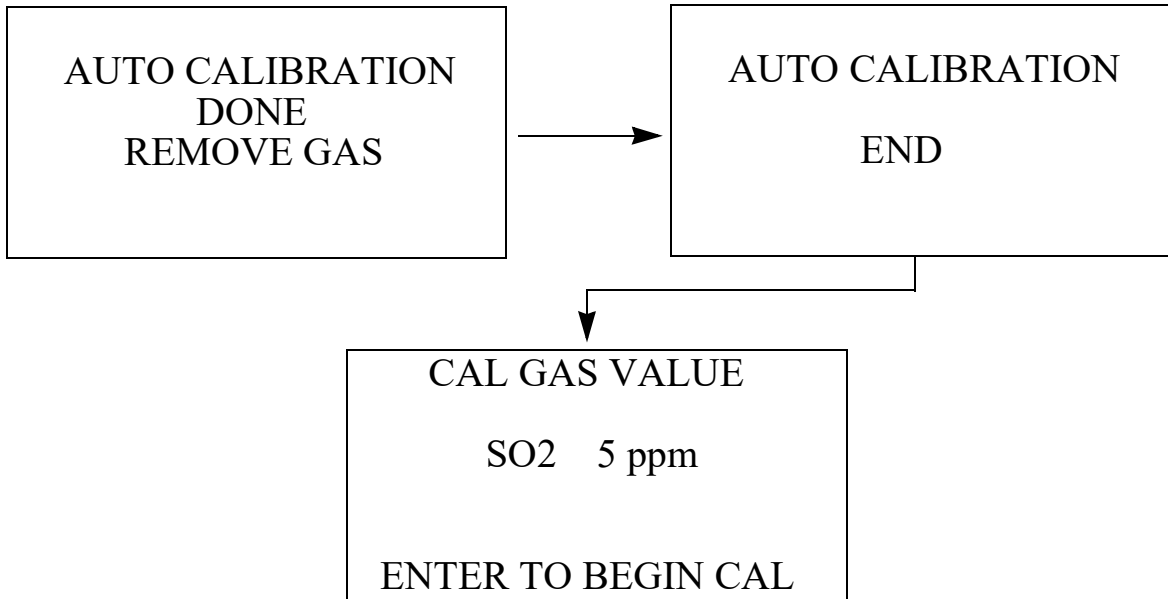 AUTO CALIBRATION
DONE
REMOVE GAS
AUTO CALIBRATION
END
CAL GAS VALUE
SO2 5 ppm
ENTER TO BEGIN CAL